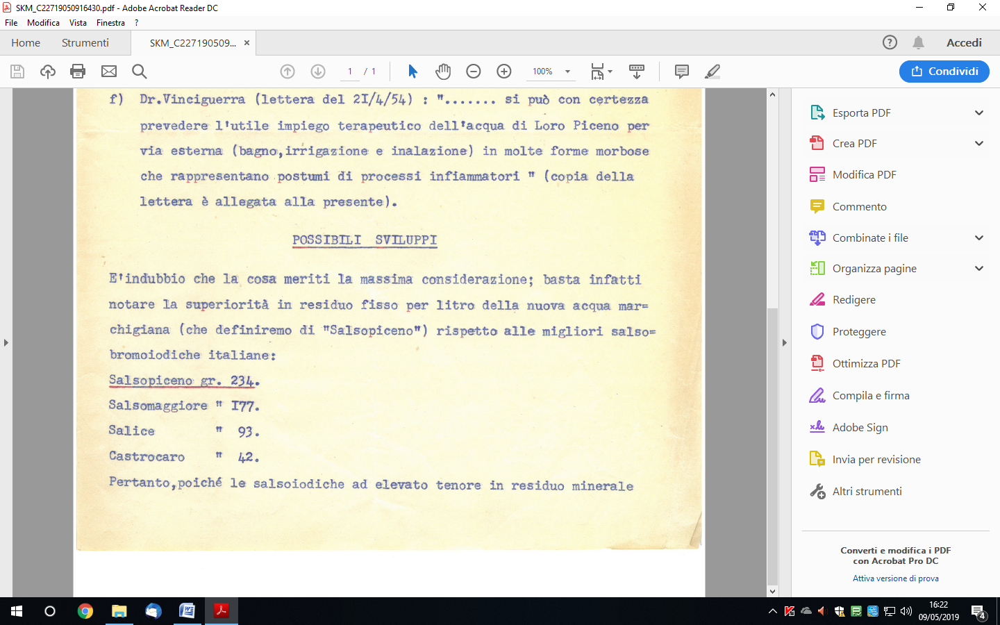 SKM_C22719050916430.pdf - Adobe Acrobat Reader DC
File Modifica Vista Finestra ?
Home Strumenti SKM_C227190509... × Accedi
1 / 1 100% Condividi
f) Dr.Vinciguerra (lettera del 2I/4/54) : "....... si può con certezza
prevedere l'utile impiego terapeutico dell'acqua di Loro Piceno per
via esterna (bagno,irrigazione e inalazione) in molte forme morbose
che rappresentano postumi di processi infiammatori " (copia della
lettera è allegata alla presente).
POSSIBILI SVILUPPI
E'indubbio che la cosa meriti la massima considerazione; basta infatti
notare la superiorità in residuo fisso per litro della nuova acqua mar=
chigiana (che definiremo di "Salsopiceno") rispetto alle migliori salso=
bromoiodiche italiane:
Salsopiceno gr. 234.
Salsomaggiore " I77.
Salice " 93.
Castrocaro " 42.
Pertanto,poiché le salsoiodiche ad elevato tenore in residuo minerale
Esporta PDF
Crea PDF
Modifica PDF
Commento
Combinate i file
Organizza pagine
Redigere
Proteggere
Ottimizza PDF
Compila e firma
Adobe Sign
Invia per revisione
Altri strumenti
Converti e modifica i PDF
con Acrobat Pro DC
Attiva versione di prova
16:22
09/05/2019
4